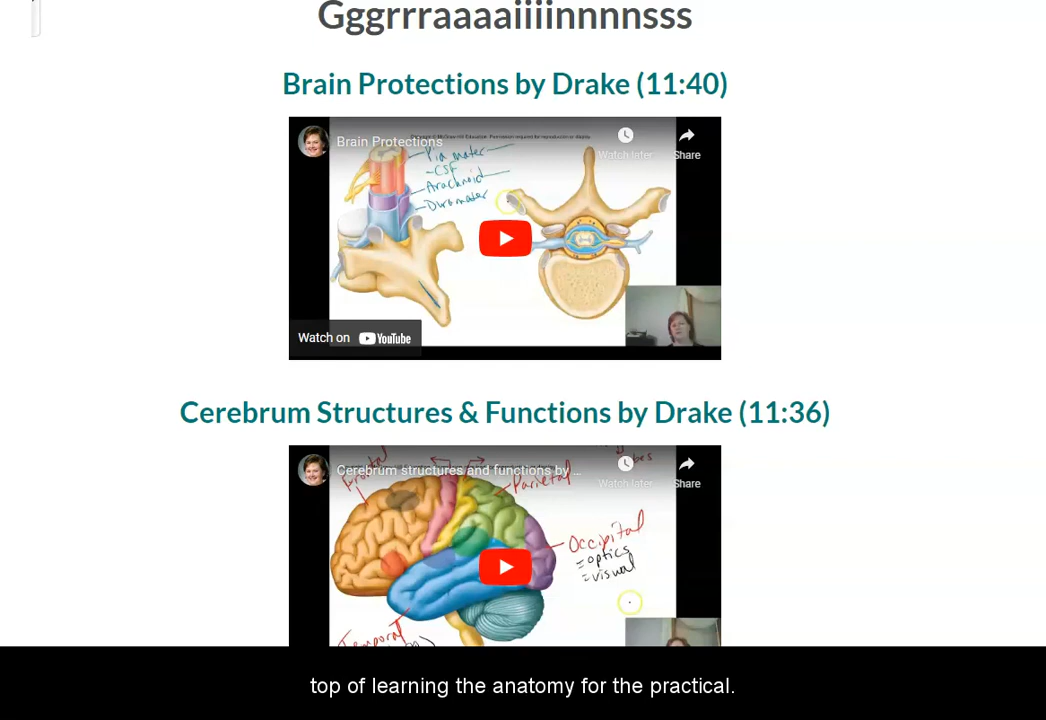 Gggrrraaaaiiiinnnnsss
Brain Protections by Drake (11:40)
Brain Protections
Watch later
Share
Pia mater
- CSF
Arachnoid
Dura mater
Watch on YouTube
Cerebrum Structures & Functions by Drake (11:36)
Cerebrum structures and functions by ...
Watch later
Share
Frontal
Parietal
Occipital
= optics
= visual
Temporal
top of learning the anatomy for the practical.